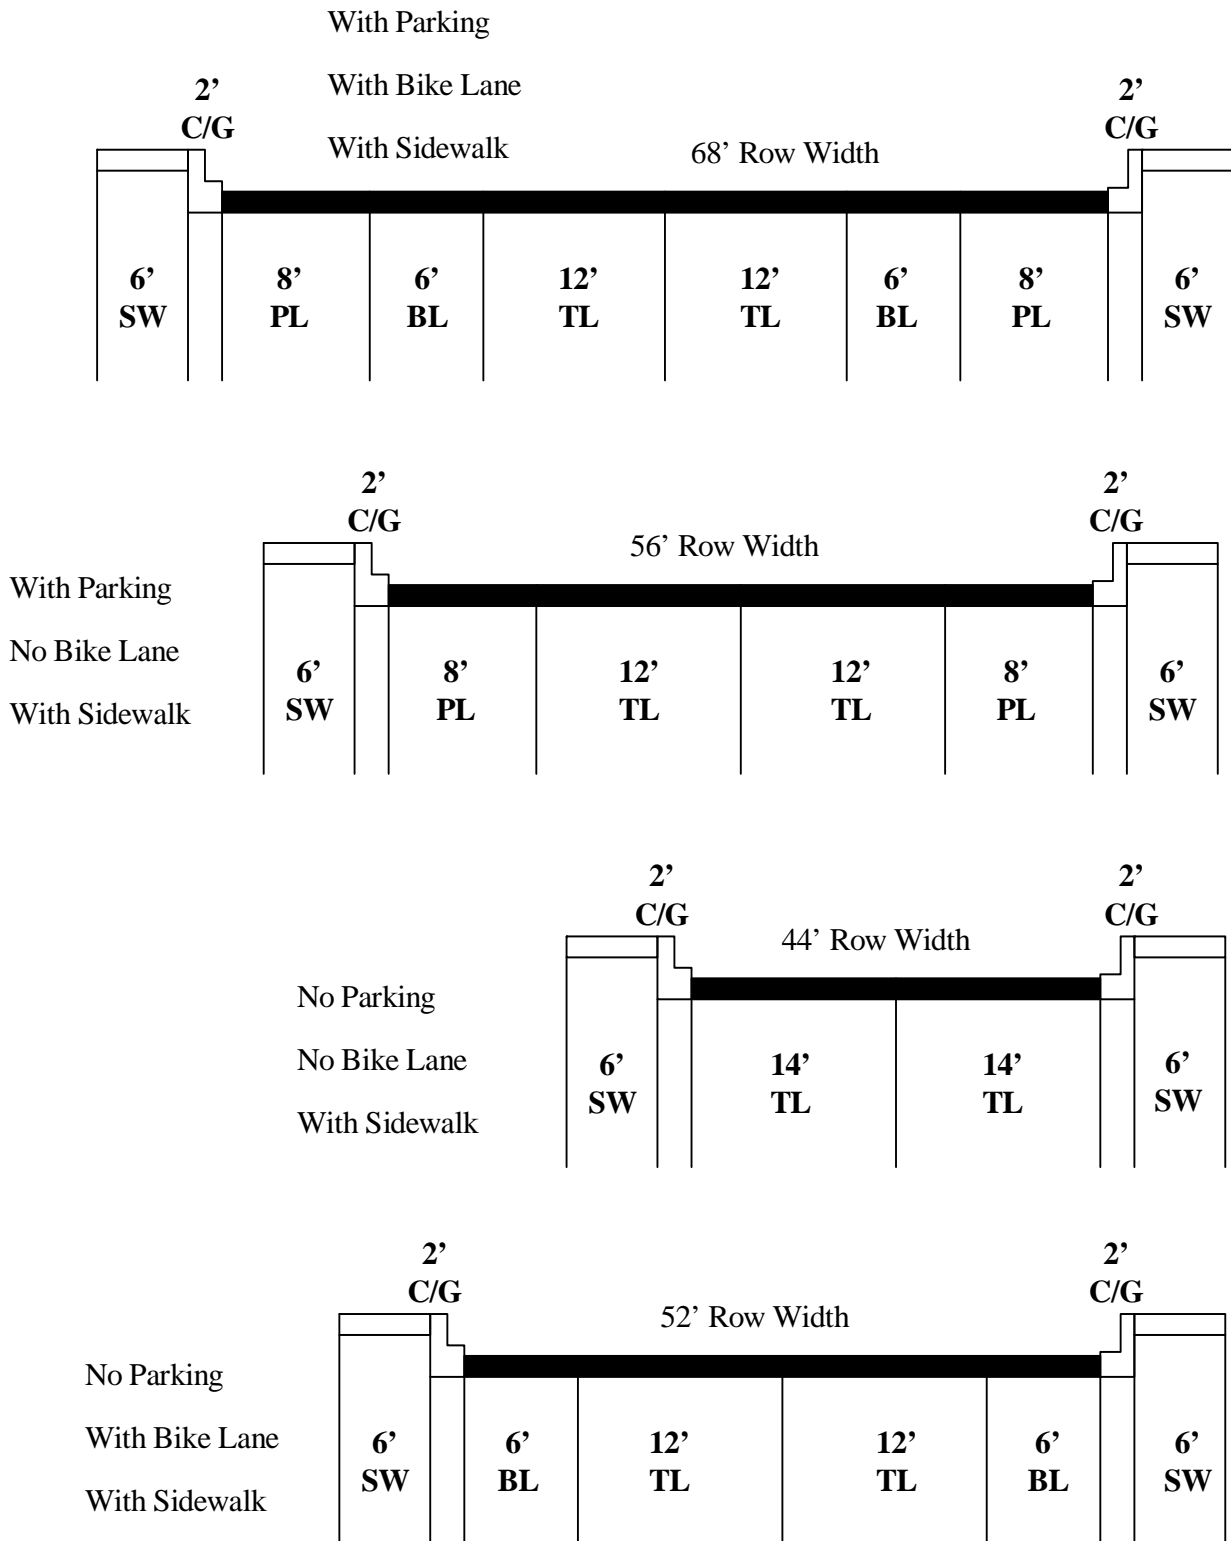 With Parking
With Bike Lane
With Sidewalk
2’
C/G
2’
C/G
68’ Row Width
6’
SW
8’
PL
6’
BL
12’
TL
12’
TL
6’
BL
8’
PL
6’
SW
2’
C/G
2’
C/G
56’ Row Width
With Parking
No Bike Lane
With Sidewalk
6’
SW
8’
PL
12’
TL
12’
TL
8’
PL
6’
SW
2’
C/G
2’
C/G
44’ Row Width
No Parking
No Bike Lane
With Sidewalk
6’
SW
14’
TL
14’
TL
6’
SW
2’
C/G
2’
C/G
52’ Row Width
No Parking
With Bike Lane
With Sidewalk
6’
SW
6’
BL
12’
TL
12’
TL
6’
BL
6’
SW